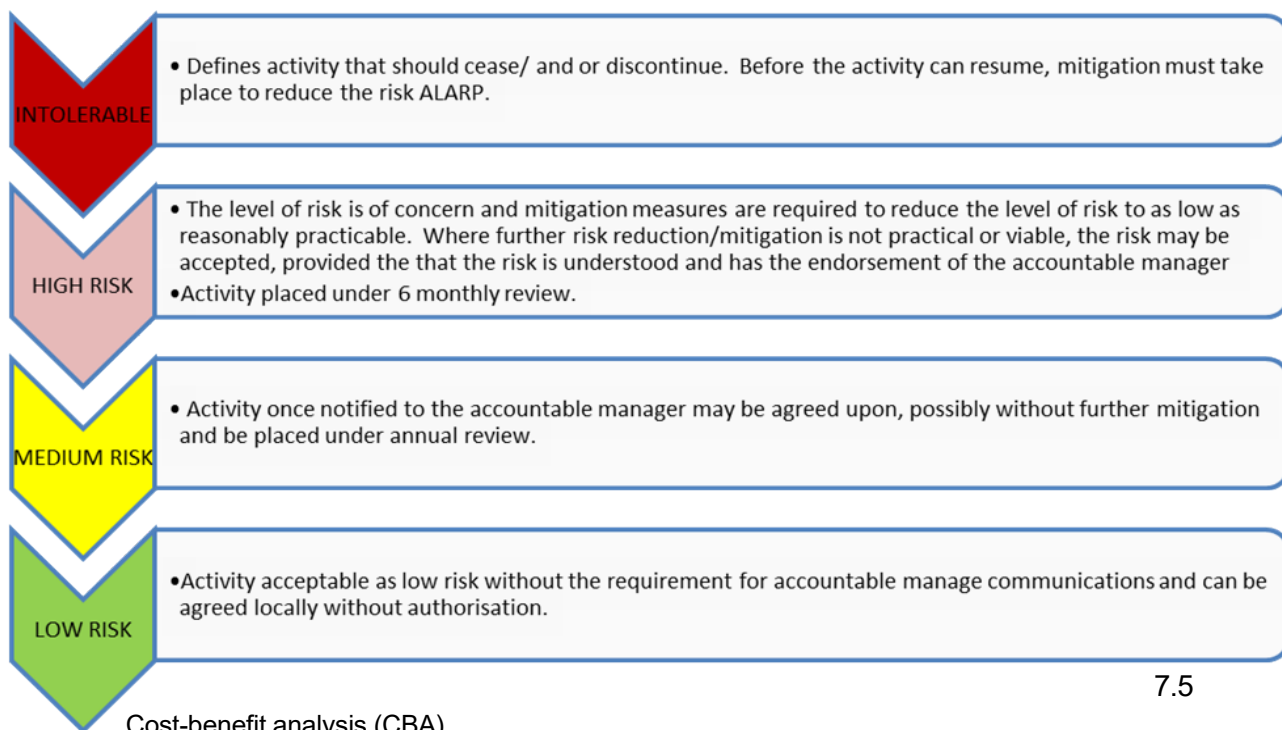 INTOLERABLE
• Defines activity that should cease/ and or discontinue. Before the activity can resume, mitigation must take
place to reduce the risk ALARP.
HIGH RISK
• The level of risk is of concern and mitigation measures are required to reduce the level of risk to as low as
reasonably practicable. Where further risk reduction/mitigation is not practical or viable, the risk may be
accepted, provided the that the risk is understood and has the endorsement of the accountable manager
•Activity placed under 6 monthly review.
MEDIUM RISK
• Activity once notified to the accountable manager may be agreed upon, possibly without further mitigation
and be placed under annual review.
LOW RISK
•Activity acceptable as low risk without the requirement for accountable manage communications and can be
agreed locally without authorisation.
7.5
Cost-benefit analysis (CBA)